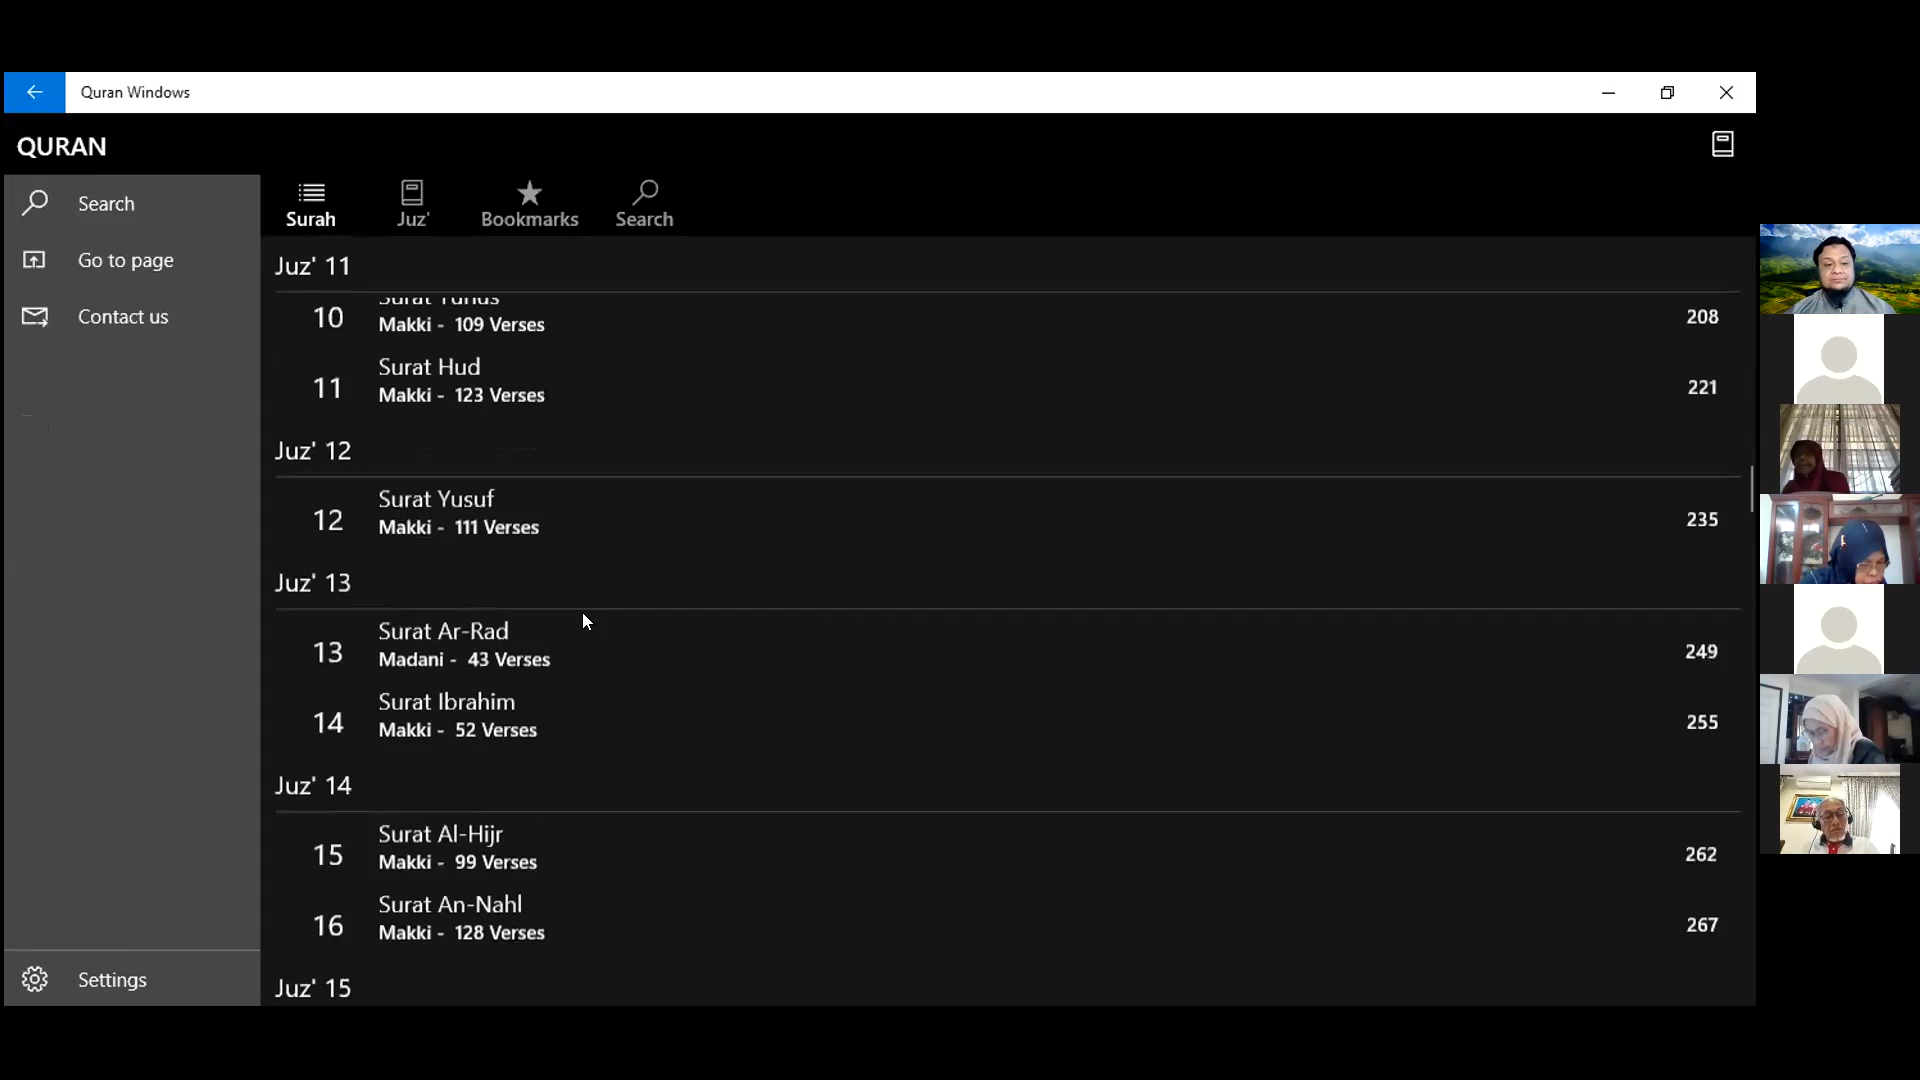 Quran Windows
QURAN
Search
Go to page
Contact us
Settings
Surah
Juz'
Bookmarks
Search
Juz' 11
10
Surat Yunus
Makki - 109 Verses
208
11
Surat Hud
Makki - 123 Verses
221
Juz' 12
12
Surat Yusuf
Makki - 111 Verses
235
Juz' 13
13
Surat Ar-Rad
Madani - 43 Verses
249
14
Surat Ibrahim
Makki - 52 Verses
255
Juz' 14
15
Surat Al-Hijr
Makki - 99 Verses
262
16
Surat An-Nahl
Makki - 128 Verses
267
Juz' 15